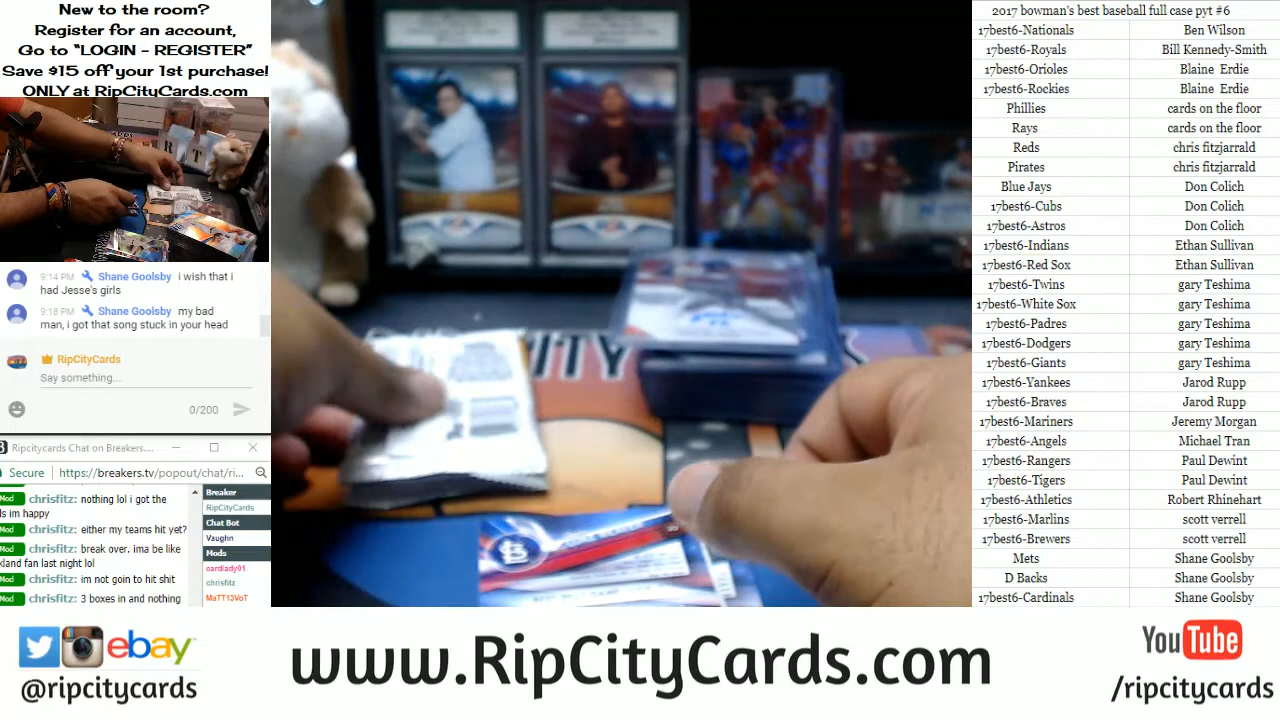 New to the room?
Register for an account,
Go to "LOGIN - REGISTER"
Save $15 off your 1st purchase!
ONLY at RipCityCards.com
9:14 PM Shane Goolsby i wish that i
had Jesse's girls
9:18 PM Shane Goolsby my bad
man, i got that song stuck in your head
RipCityCards
Say something...
0/200
Ripcitycards Chat on Breakers....
Secure https://breakers.tv/popout/chat/ri...
Mod chrisfitz: nothing lol i got the
ds im happy
Mod chrisfitz: either my teams hit yet?
Mod chrisfitz: break over. ima be like
kland fan last night lol
Mod chrisfitz: im not goin to hit shit
Mod chrisfitz: 3 boxes in and nothing
Breaker
RipCityCards
Chat Bot
Vaughn
Mods
cardlady01
chrisfitz
MaTT13VoT
R T
CITY
2017 bowman's best baseball full case pyt #6
17best6-Nationals Ben Wilson
17best6-Royals Bill Kennedy-Smith
17best6-Orioles Blaine Erdie
17best6-Rockies Blaine Erdie
Phillies cards on the floor
Rays cards on the floor
Reds chris fitzjarrald
Pirates chris fitzjarrald
Blue Jays Don Colich
17best6-Cubs Don Colich
17best6-Astros Don Colich
17best6-Indians Ethan Sullivan
17best6-Red Sox Ethan Sullivan
17best6-Twins gary Teshima
17best6-White Sox gary Teshima
17best6-Padres gary Teshima
17best6-Dodgers gary Teshima
17best6-Giants gary Teshima
17best6-Yankees Jarod Rupp
17best6-Braves Jarod Rupp
17best6-Mariners Jeremy Morgan
17best6-Angels Michael Tran
17best6-Rangers Paul Dewint
17best6-Tigers Paul Dewint
17best6-Athletics Robert Rhinehart
17best6-Marlins scott verrell
17best6-Brewers scott verrell
Mets Shane Goolsby
D Backs Shane Goolsby
17best6-Cardinals Shane Goolsby
ebay
@ripcitycards
www.RipCityCards.com
YouTube
/ripcitycards